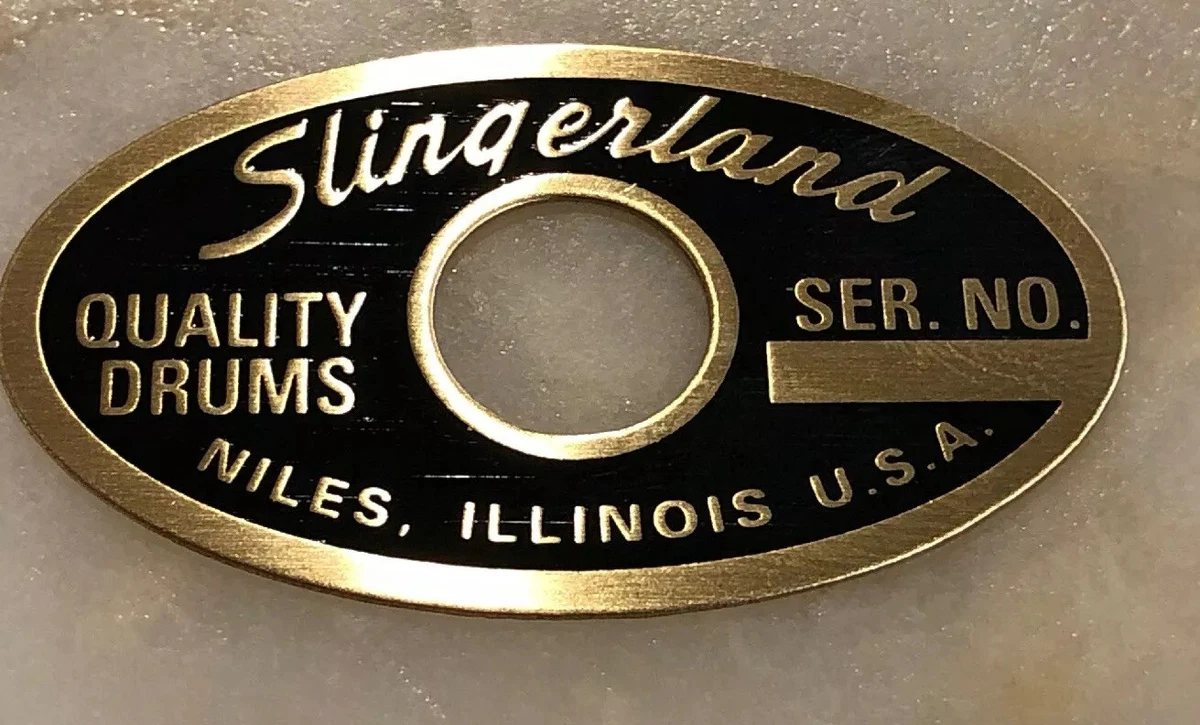 Slingerland
QUALITY
DRUMS
SER. NO.
NILES, ILLINOIS U.S.A.